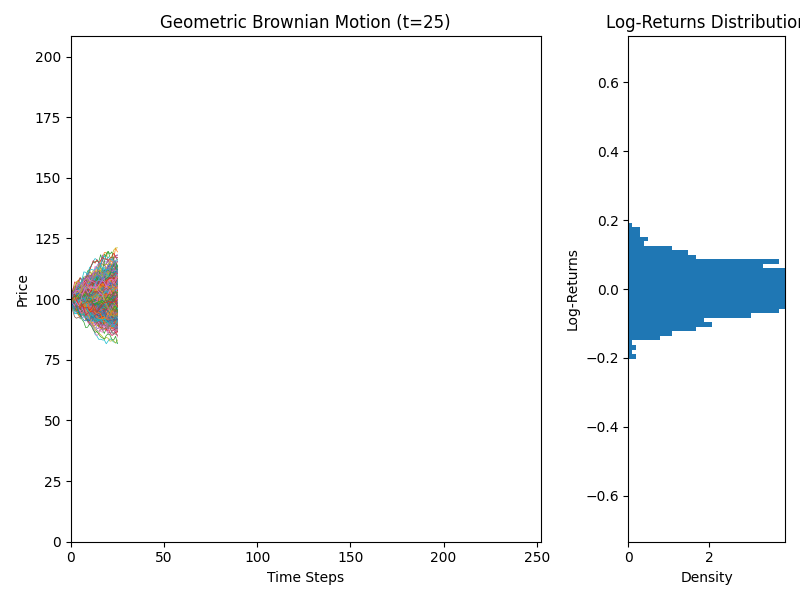 Geometric Brownian Motion (t=25)
200
175
150
125
100
75
50
25
0
Price
0 50 100 150 200 250
Time Steps
Log-Returns Distribution
0.6
0.4
0.2
0.0
−0.2
−0.4
−0.6
Log-Returns
0 2
Density